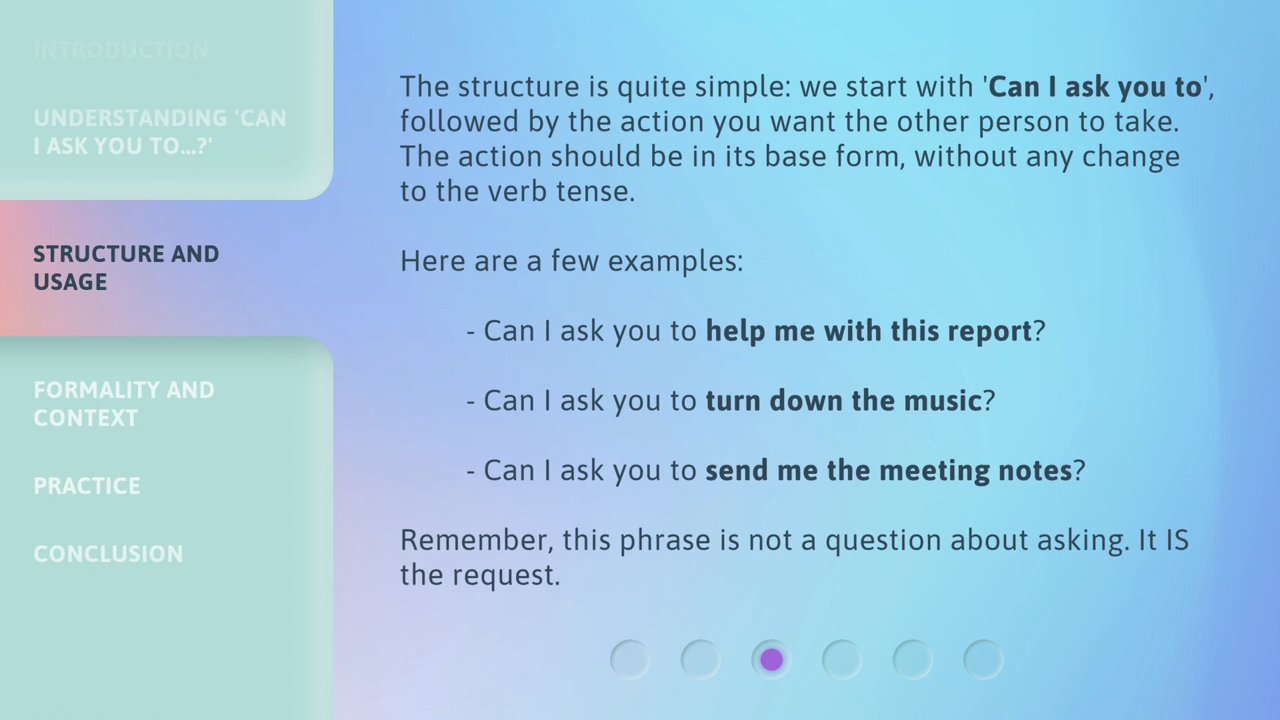 INTRODUCTION
UNDERSTANDING 'CAN
I ASK YOU TO...?'
STRUCTURE AND
USAGE
FORMALITY AND
CONTEXT
PRACTICE
CONCLUSION
The structure is quite simple: we start with 'Can I ask you to',
followed by the action you want the other person to take.
The action should be in its base form, without any change
to the verb tense.
Here are a few examples:
- Can I ask you to help me with this report?
- Can I ask you to turn down the music?
- Can I ask you to send me the meeting notes?
Remember, this phrase is not a question about asking. It IS
the request.